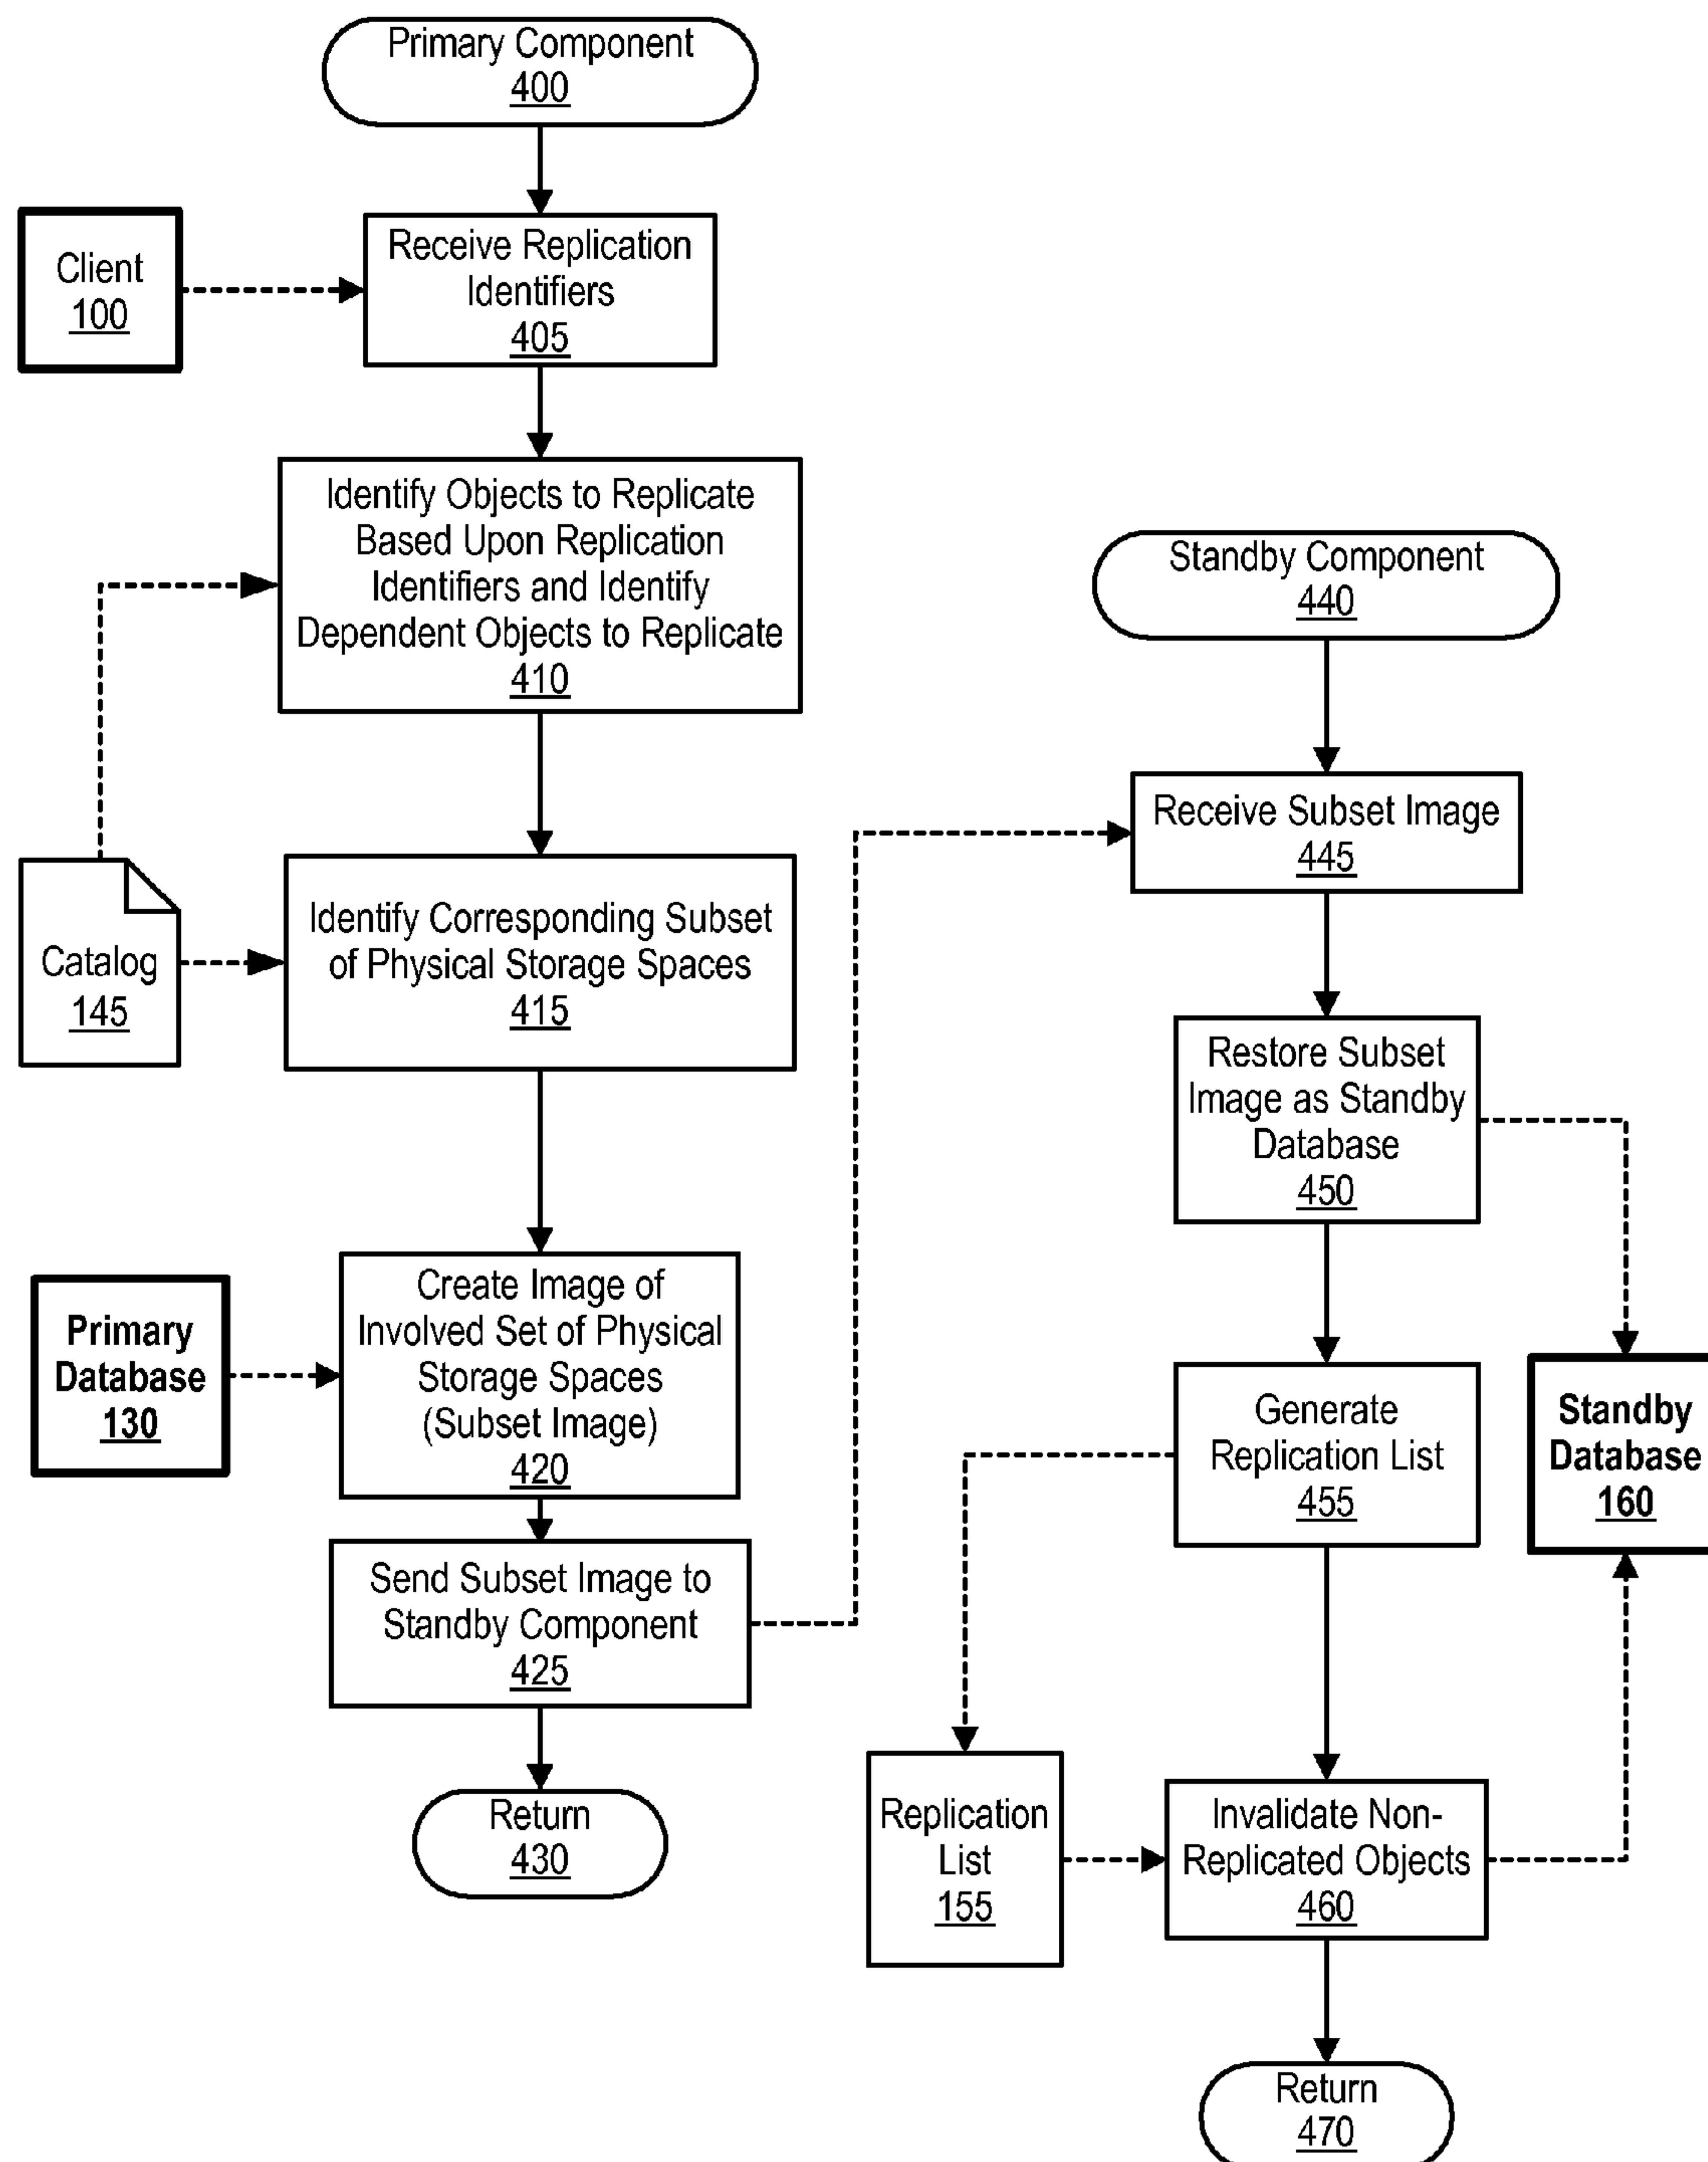 Primary Component
400
Client
100
Receive Replication
Identifiers
405
Identify Objects to Replicate
Based Upon Replication
Identifiers and Identify
Dependent Objects to Replicate
410
Catalog
145
Identify Corresponding Subset
of Physical Storage Spaces
415
Primary
Database
130
Create Image of
Involved Set of Physical
Storage Spaces
(Subset Image)
420
Send Subset Image to
Standby Component
425
Return
430
Standby Component
440
Receive Subset Image
445
Restore Subset
Image as Standby
Database
450
Generate
Replication List
455
Standby
Database
160
Replication
List
155
Invalidate Non-
Replicated Objects
460
Return
470